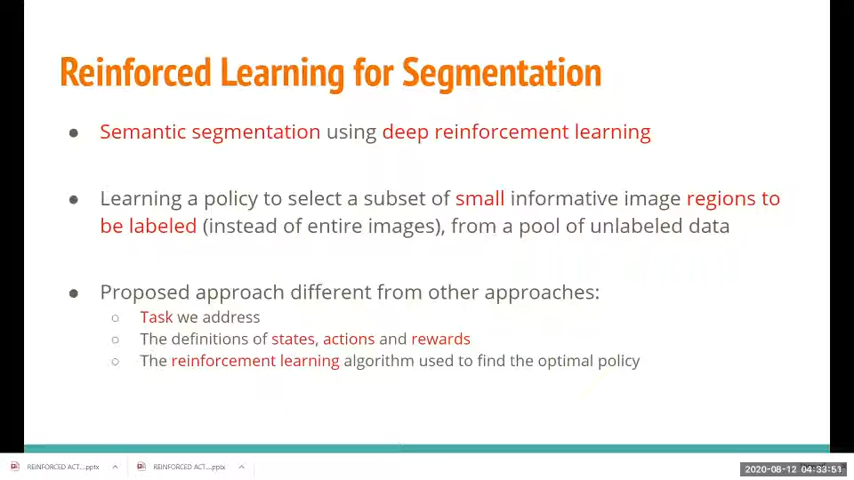 Reinforced Learning for Segmentation
● Semantic segmentation using deep reinforcement learning
● Learning a policy to select a subset of small informative image regions to
be labeled (instead of entire images), from a pool of unlabeled data
● Proposed approach different from other approaches:
○ Task we address
○ The definitions of states, actions and rewards
○ The reinforcement learning algorithm used to find the optimal policy
REINFORCED ACT....pptx
REINFORCED ACT....pptx
2020-08-12 04:33:51